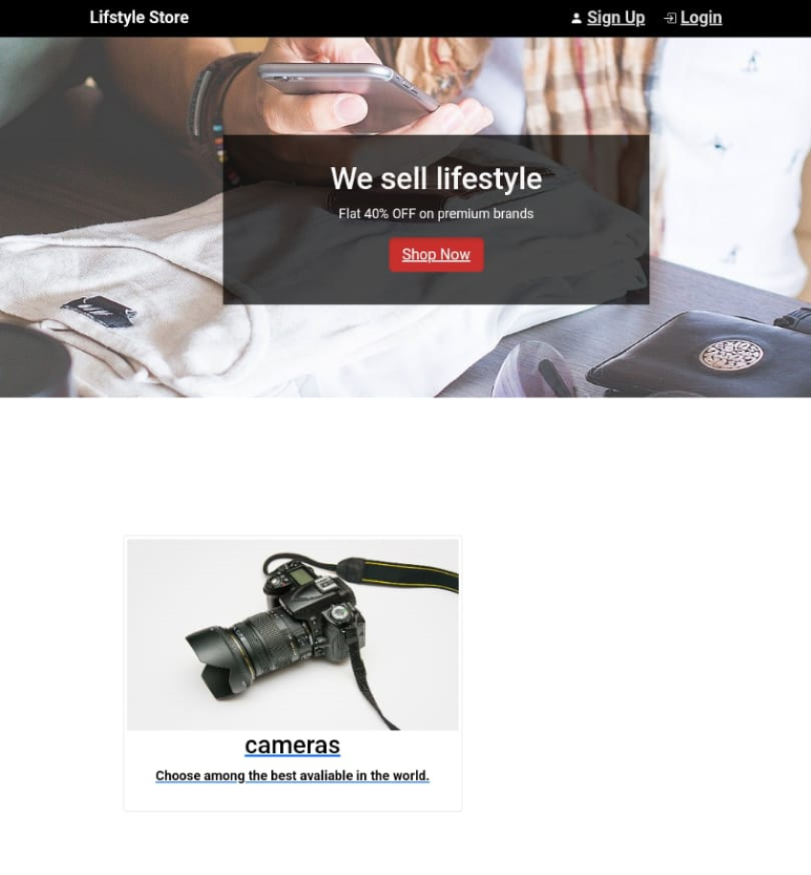 Lifstyle Store
Sign Up
Login
We sell lifestyle
Flat 40% OFF on premium brands
Shop Now
cameras
Choose among the best avaliable in the world.